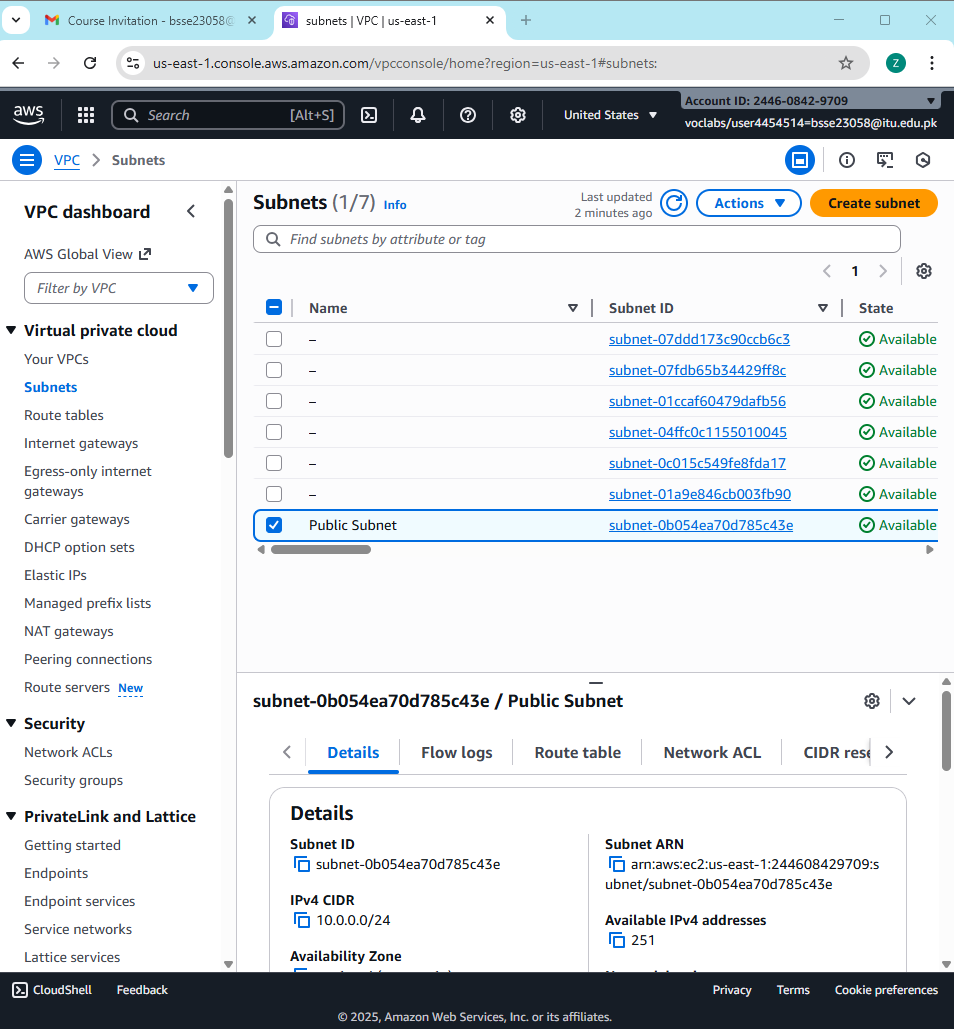 Course Invitation - bsse23058@
subnets | VPC | us-east-1
us-east-1.console.aws.amazon.com/vpcconsole/home?region=us-east-1#subnets:
Z
aws
Search
[Alt+S]
United States
Account ID: 2446-0842-9709
voclabs/user4454514=bsse23058@itu.edu.pk
VPC
Subnets
VPC dashboard
AWS Global View
Filter by VPC
Virtual private cloud
Your VPCs
Subnets
Route tables
Internet gateways
Egress-only internet
gateways
Carrier gateways
DHCP option sets
Elastic IPs
Managed prefix lists
NAT gateways
Peering connections
Route servers New
Security
Network ACLs
Security groups
PrivateLink and Lattice
Getting started
Endpoints
Endpoint services
Service networks
Lattice services
Subnets (1/7) Info
Last updated
2 minutes ago
Actions
Create subnet
Find subnets by attribute or tag
1
Name Subnet ID State
– subnet-07ddd173c90ccb6c3 Available
– subnet-07fdb65b34429ff8c Available
– subnet-01ccaf60479dafb56 Available
– subnet-04ffc0c1155010045 Available
– subnet-0c015c549fe8fda17 Available
– subnet-01a9e846cb003fb90 Available
Public Subnet subnet-0b054ea70d785c43e Available
subnet-0b054ea70d785c43e / Public Subnet
Details Flow logs Route table Network ACL CIDR rese
Details
Subnet ID
subnet-0b054ea70d785c43e
IPv4 CIDR
10.0.0.0/24
Availability Zone
Subnet ARN
arn:aws:ec2:us-east-1:244608429709:s
ubnet/subnet-0b054ea70d785c43e
Available IPv4 addresses
251
CloudShell
Feedback
Privacy
Terms
Cookie preferences
© 2025, Amazon Web Services, Inc. or its affiliates.